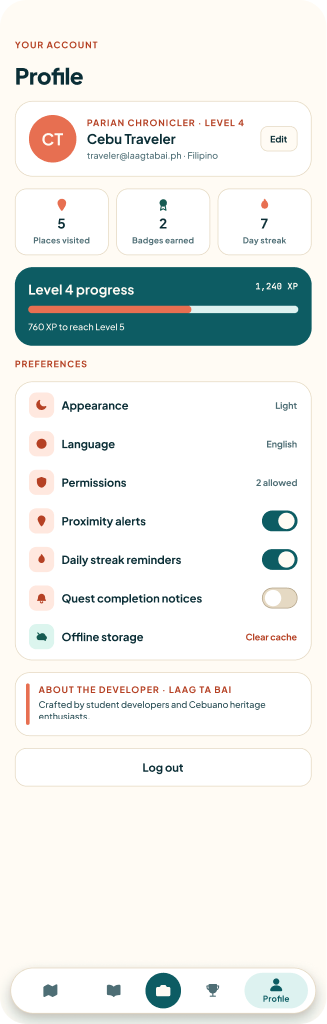 YOUR ACCOUNT
Profile
CT
PARIAN CHRONICLER · LEVEL 4
Cebu Traveler
traveler@laagtabai.ph · Filipino
Edit
5
Places visited
2
Badges earned
7
Day streak
Level 4 progress
1,240 XP
760 XP to reach Level 5
PREFERENCES
Appearance
Light
Language
English
Permissions
2 allowed
Proximity alerts
Daily streak reminders
Quest completion notices
Offline storage
Clear cache
ABOUT THE DEVELOPER · LAAG TA BAI
Crafted by student developers and Cebuano heritage
enthusiasts.
Log out
Profile